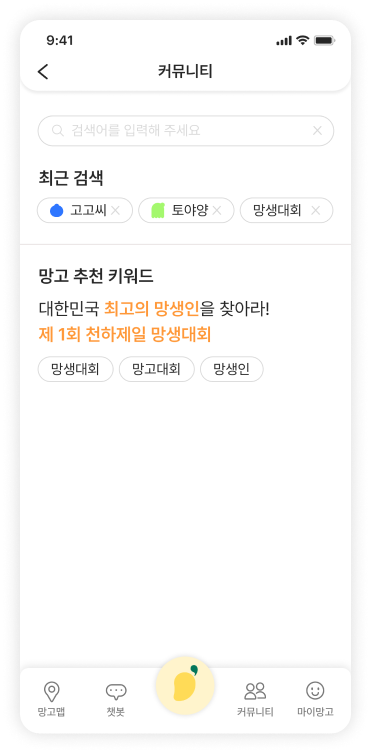 9:41
커뮤니티
검색어를 입력해 주세요
최근 검색
고고씨
토야양
망생대회
망고 추천 키워드
대한민국 최고의 망생인을 찾아라!
제 1회 천하제일 망생대회
망생대회
망고대회
망생인
망고맵
챗봇
커뮤니티
마이망고